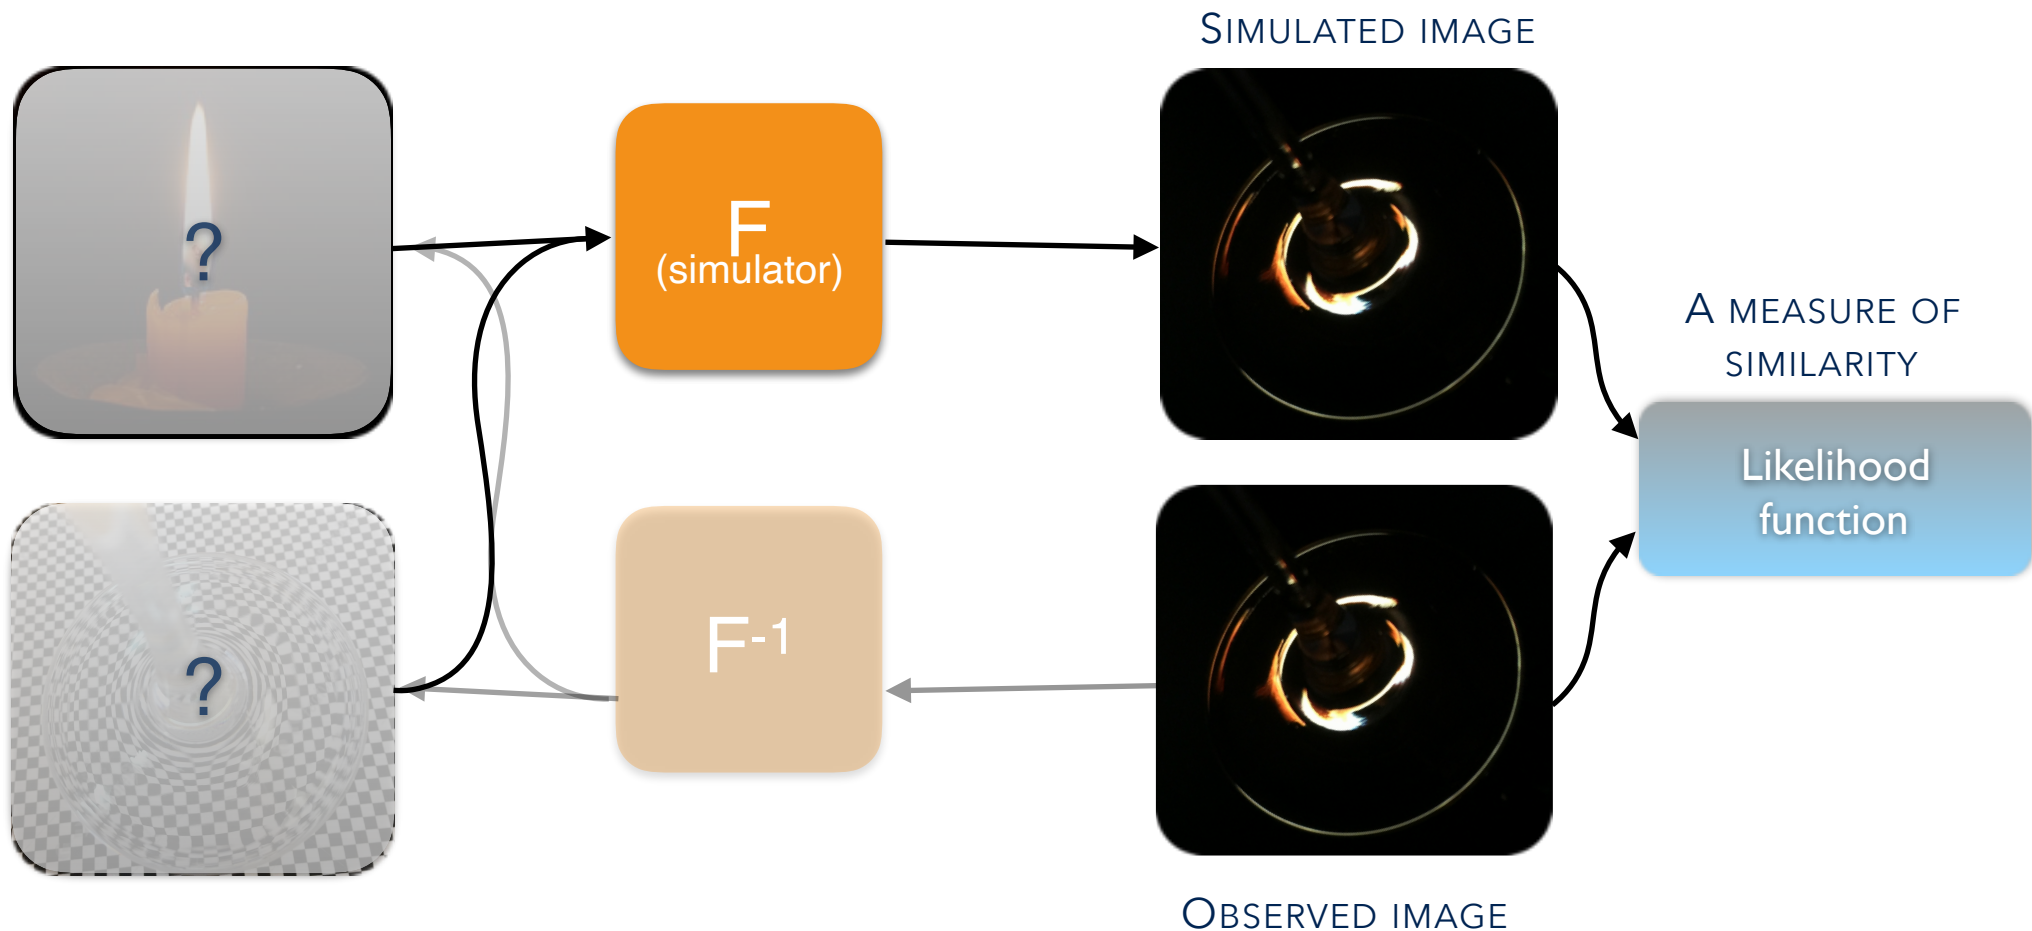 SIMULATED IMAGE
?
F
(simulator)
A MEASURE OF
SIMILARITY
Likelihood
function
?
F-1
OBSERVED IMAGE